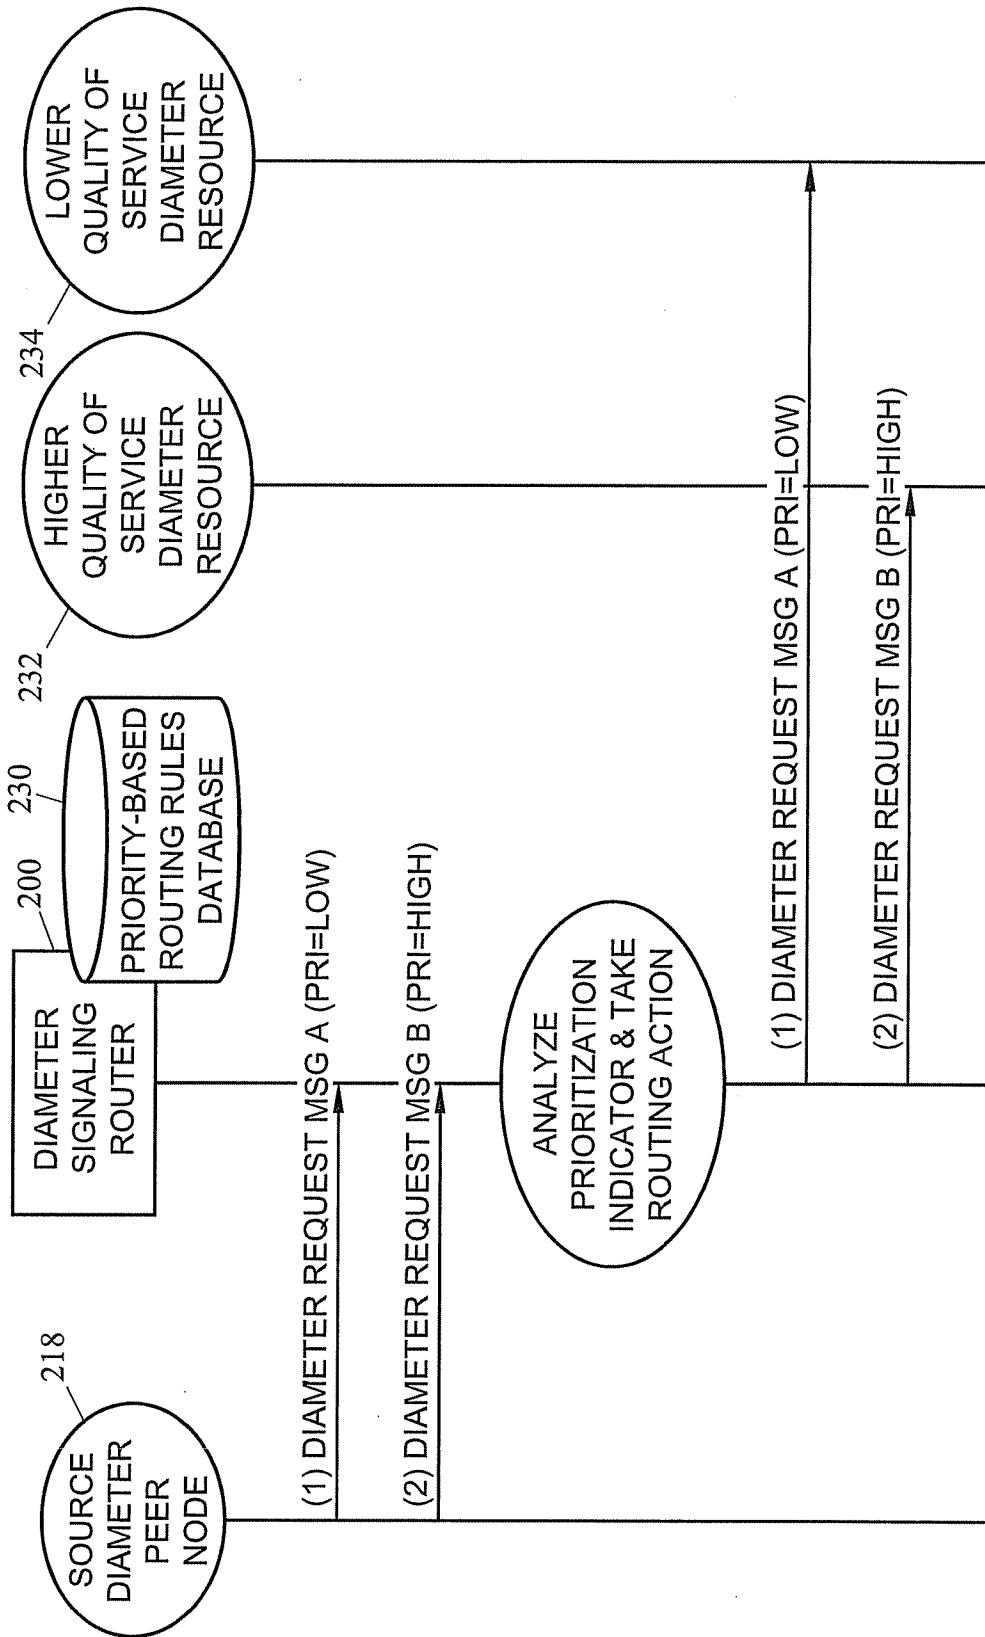 SOURCE
DIAMETER
PEER
NODE
218
DIAMETER
SIGNALING
ROUTER
200
PRIORITY-BASED
ROUTING RULES
DATABASE
230
HIGHER
QUALITY OF
SERVICE
DIAMETER
RESOURCE
232
LOWER
QUALITY OF
SERVICE
DIAMETER
RESOURCE
234
(1) DIAMETER REQUEST MSG A (PRI=LOW)
(2) DIAMETER REQUEST MSG B (PRI=HIGH)
ANALYZE
PRIORITIZATION
INDICATOR & TAKE
ROUTING ACTION
(1) DIAMETER REQUEST MSG A (PRI=LOW)
(2) DIAMETER REQUEST MSG B (PRI=HIGH)